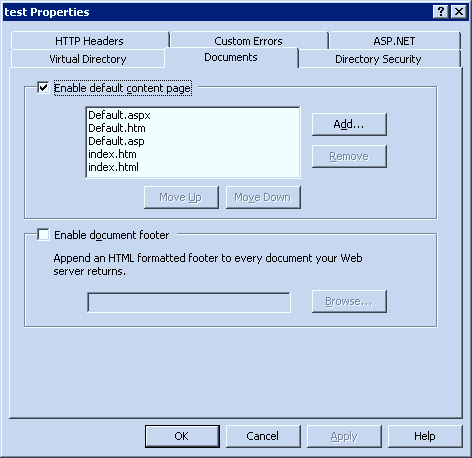 test Properties
HTTP Headers
Custom Errors
ASP.NET
Virtual Directory
Documents
Directory Security
Enable default content page
Default.aspx
Default.htm
Default.asp
index.htm
index.html
Add...
Remove
Move Up
Move Down
Enable document footer
Append an HTML formatted footer to every document your Web
server returns.
Browse...
OK
Cancel
Apply
Help